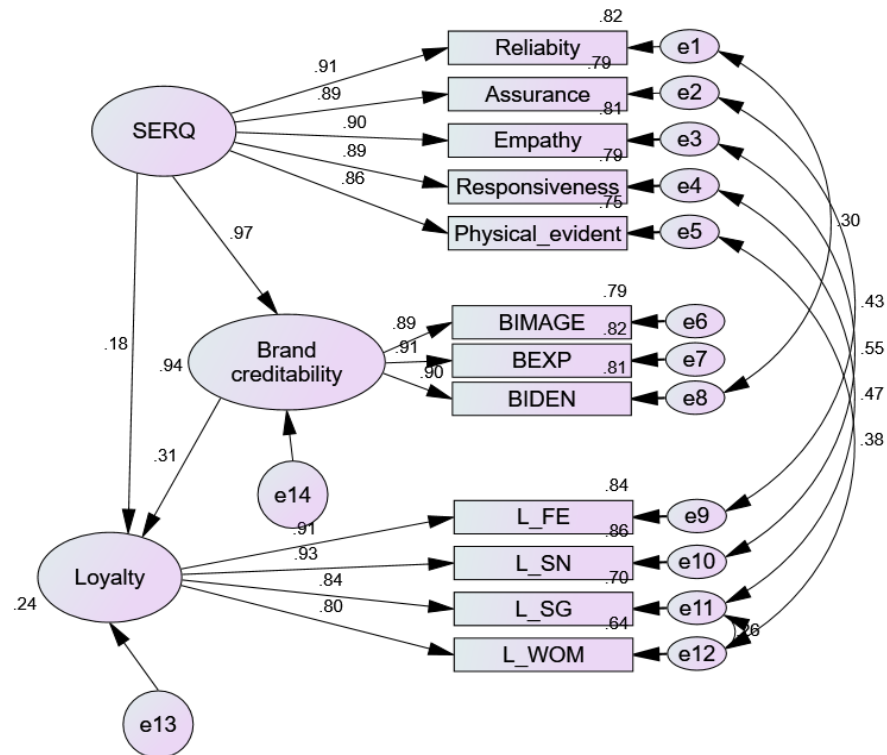 .82
Reliabity
e1
.91
.79
Assurance
e2
.89
.81
SERQ
Empathy
e3
.90
.79
Responsiveness
e4
.89
.75
Physical_evident
e5
.86
.30
.97
.43
.79
BIMAGE
e6
.89
.82
.18
.55
Brand
creditability
.94
BEXP
e7
.91
.81
.90
BIDEN
e8
.47
.38
.31
e14
.84
L_FE
e9
.91
.86
L_SN
e10
.93
.70
Loyalty
L_SG
e11
.84
.64
.24
.80
L_WOM
e12
.26
e13